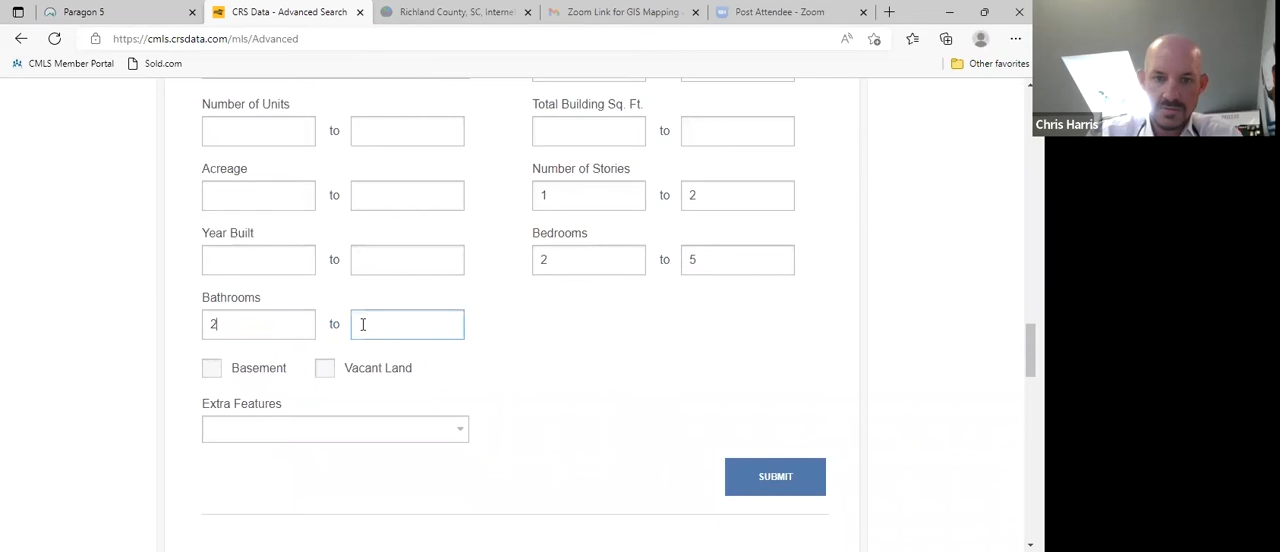 Paragon 5
CRS Data - Advanced Search
Richland County, SC, Interne
Zoom Link for GIS Mapping
Post Attendee - Zoom
https://cmls.crsdata.com/mls/Advanced
CMLS Member Portal
Sold.com
Other favorites
Chris Harris
Number of Units
to
Total Building Sq. Ft.
to
Acreage
to
Number of Stories
1 to 2
Year Built
to
Bedrooms
2 to 5
Bathrooms
2 to
Basement
Vacant Land
Extra Features
SUBMIT